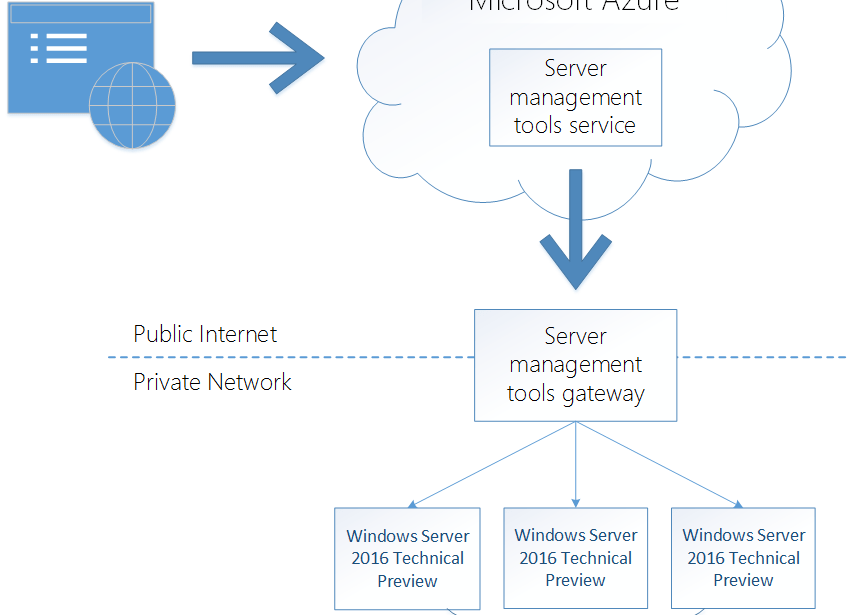 Microsoft Azure
Server
management
tools service
Public Internet
Private Network
Server
management
tools gateway
Windows Server
2016 Technical
Preview
Windows Server
2016 Technical
Preview
Windows Server
2016 Technical
Preview